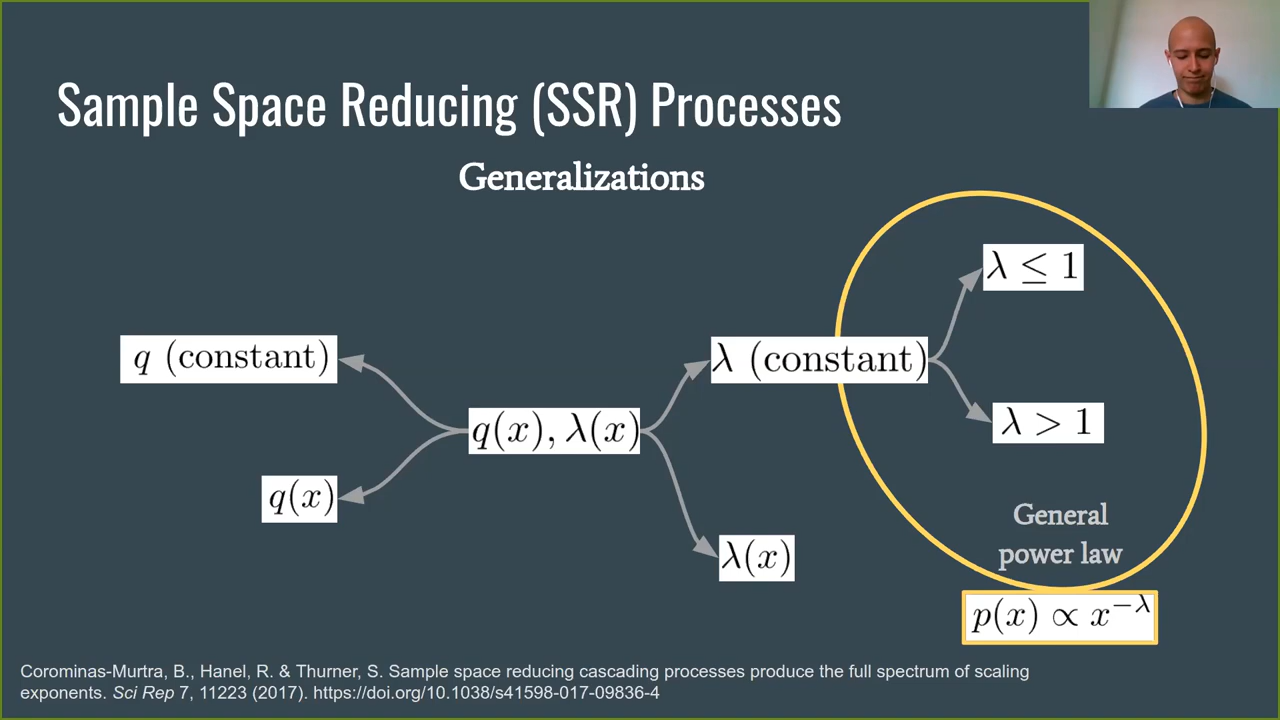 Sample Space Reducing (SSR) Processes
Generalizations
λ ≤ 1
q (constant)
λ (constant)
q(x), λ(x)
λ > 1
q(x)
λ(x)
General
power law
p(x) ∝ x^{-λ}
Corominas-Murtra, B., Hanel, R. & Thurner, S. Sample space reducing cascading processes produce the full spectrum of scaling
exponents. Sci Rep 7, 11223 (2017). https://doi.org/10.1038/s41598-017-09836-4